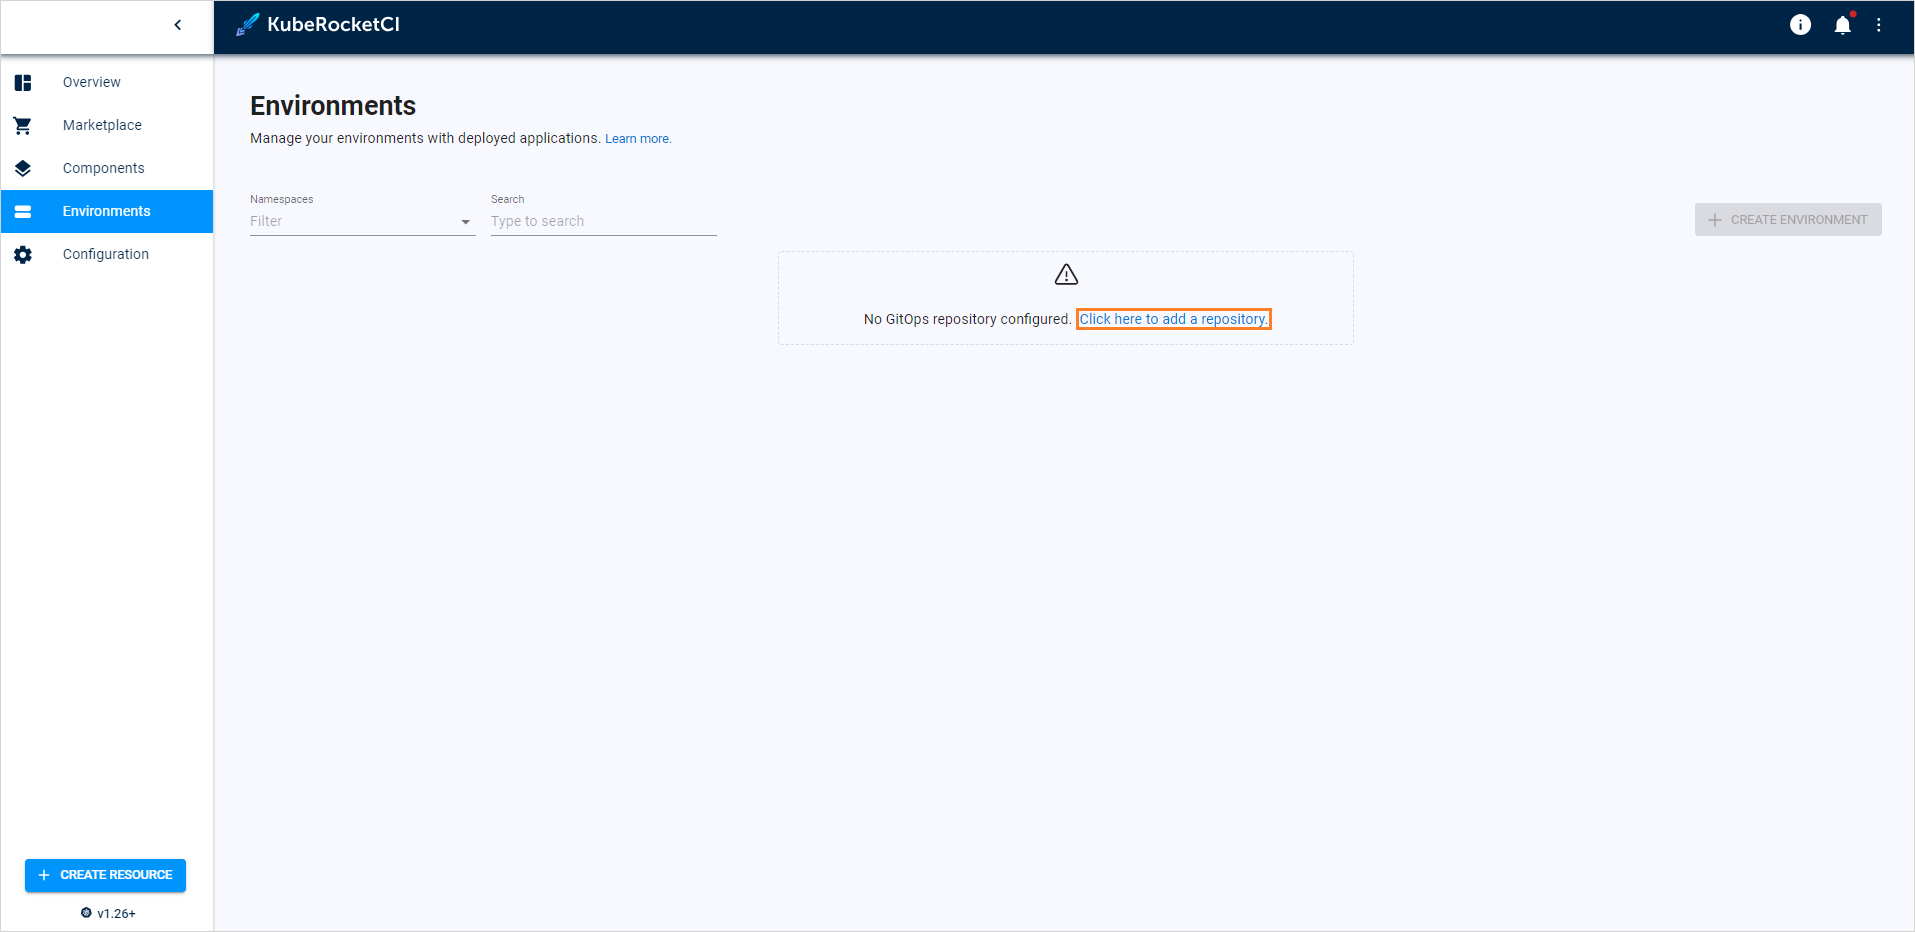 KubeRocketCI
Overview
Marketplace
Components
Environments
Configuration
Environments
Manage your environments with deployed applications. Learn more.
Namespaces
Filter
Search
Type to search
CREATE ENVIRONMENT
No GitOps repository configured. Click here to add a repository.
CREATE RESOURCE
v1.26+